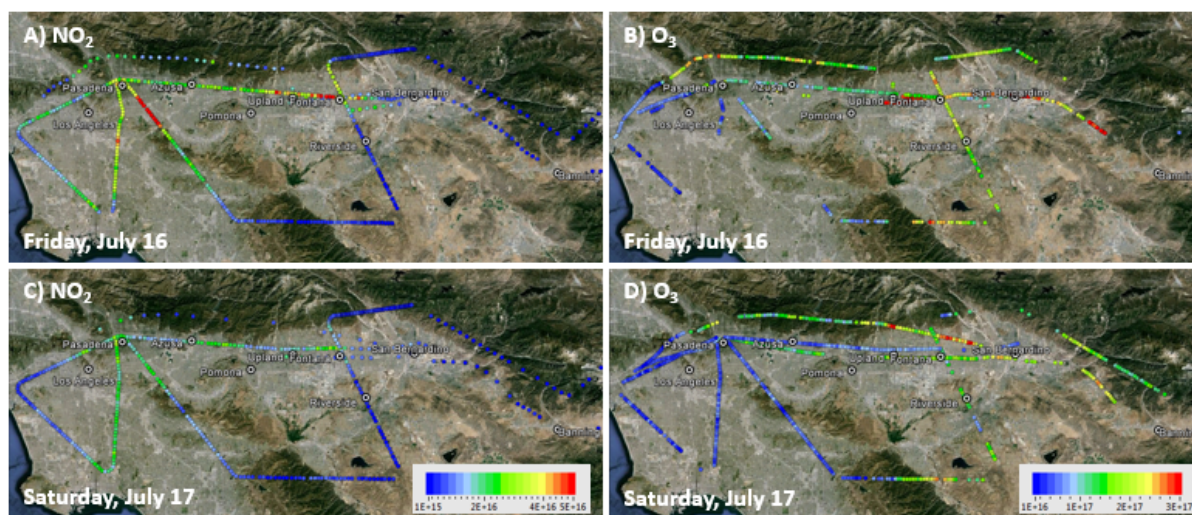 A) NO₂
Pasadena
Azusa
Los Angeles
Pomona
Upland
Fontana
San Bernardino
Riverside
Banning
Friday, July 16
B) O₃
Pasadena
Azusa
Los Angeles
Pomona
Upland
Fontana
San Bernardino
Riverside
Banning
Friday, July 16
C) NO₂
Pasadena
Azusa
Los Angeles
Pomona
Upland
Fontana
San Bernardino
Riverside
Banning
Saturday, July 17
1E+15 2E+16 4E+16 5E+16
D) O₃
Pasadena
Azusa
Los Angeles
Pomona
Upland
Fontana
San Bernardino
Riverside
Banning
Saturday, July 17
1E+16 1E+17 2E+17 3E+17